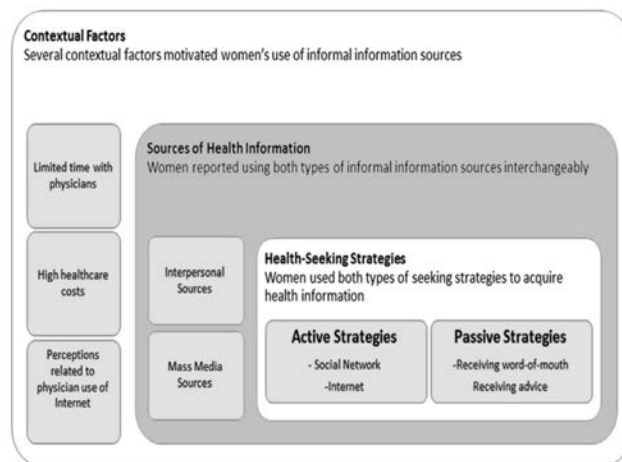 Contextual Factors
Several contextual factors motivated women's use of informal information sources
Limited time with
physicians
High healthcare
costs
Perceptions
related to
physician use of
Internet
Sources of Health Information
Women reported using both types of informal information sources interchangeably
Interpersonal
Sources
Mass Media
Sources
Health-Seeking Strategies
Women used both types of seeking strategies to acquire
health information
Active Strategies
- Social Network
-Internet
Passive Strategies
-Receiving word-of-mouth
Receiving advice